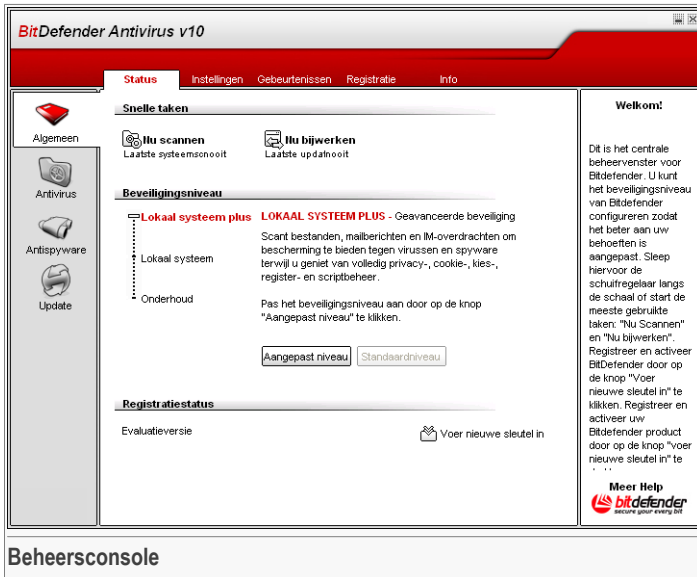 BitDefender Antivirus v10
Status
Instellingen
Gebeurtenissen
Registratie
Info
Algemeen
Antivirus
Antispyware
Update
Snelle taken
Nu scannen
Laatste systeemsonooit
Nu bijwerken
Laatste updatnooit
Beveiligingsniveau
Lokaal systeem plus
Lokaal systeem
Onderhoud
LOKAAL SYSTEEM PLUS - Geavanceerde beveiliging
Scant bestanden, mailberichten en IM-overdrachten om
bescherming te bieden tegen virussen en spyware
terwijl u geniet van volledig privacy-, cookie-, kies-,
register- en scriptbeheer.
Pas het beveiligingsniveau aan door op de knop
"Aangepast niveau" te klikken.
Aangepast niveau
Standaardniveau
Registratiestatus
Evaluatieversie
Voer nieuwe sleutel in
Welkom!
Dit is het centrale
beheervenster voor
Bitdefender. U kunt
het beveiligingsniveau
van Bitdefender
configureren zodat
het beter aan uw
behoeften is
aangepast. Sleep
hiervoor de
schuifregelaar langs
de schaal of start de
meeste gebruikte
taken: "Nu Scannen"
en "Nu bijwerken".
Registreer en activeer
BitDefender door op
de knop "Voer
nieuwe sleutel in" te
klikken. Registreer en
activeer uw
Bitdefender product
door op de knop "voer
nieuwe sleutel in" te
Meer Help
bitdefender
secure your every bit
Beheersconsole